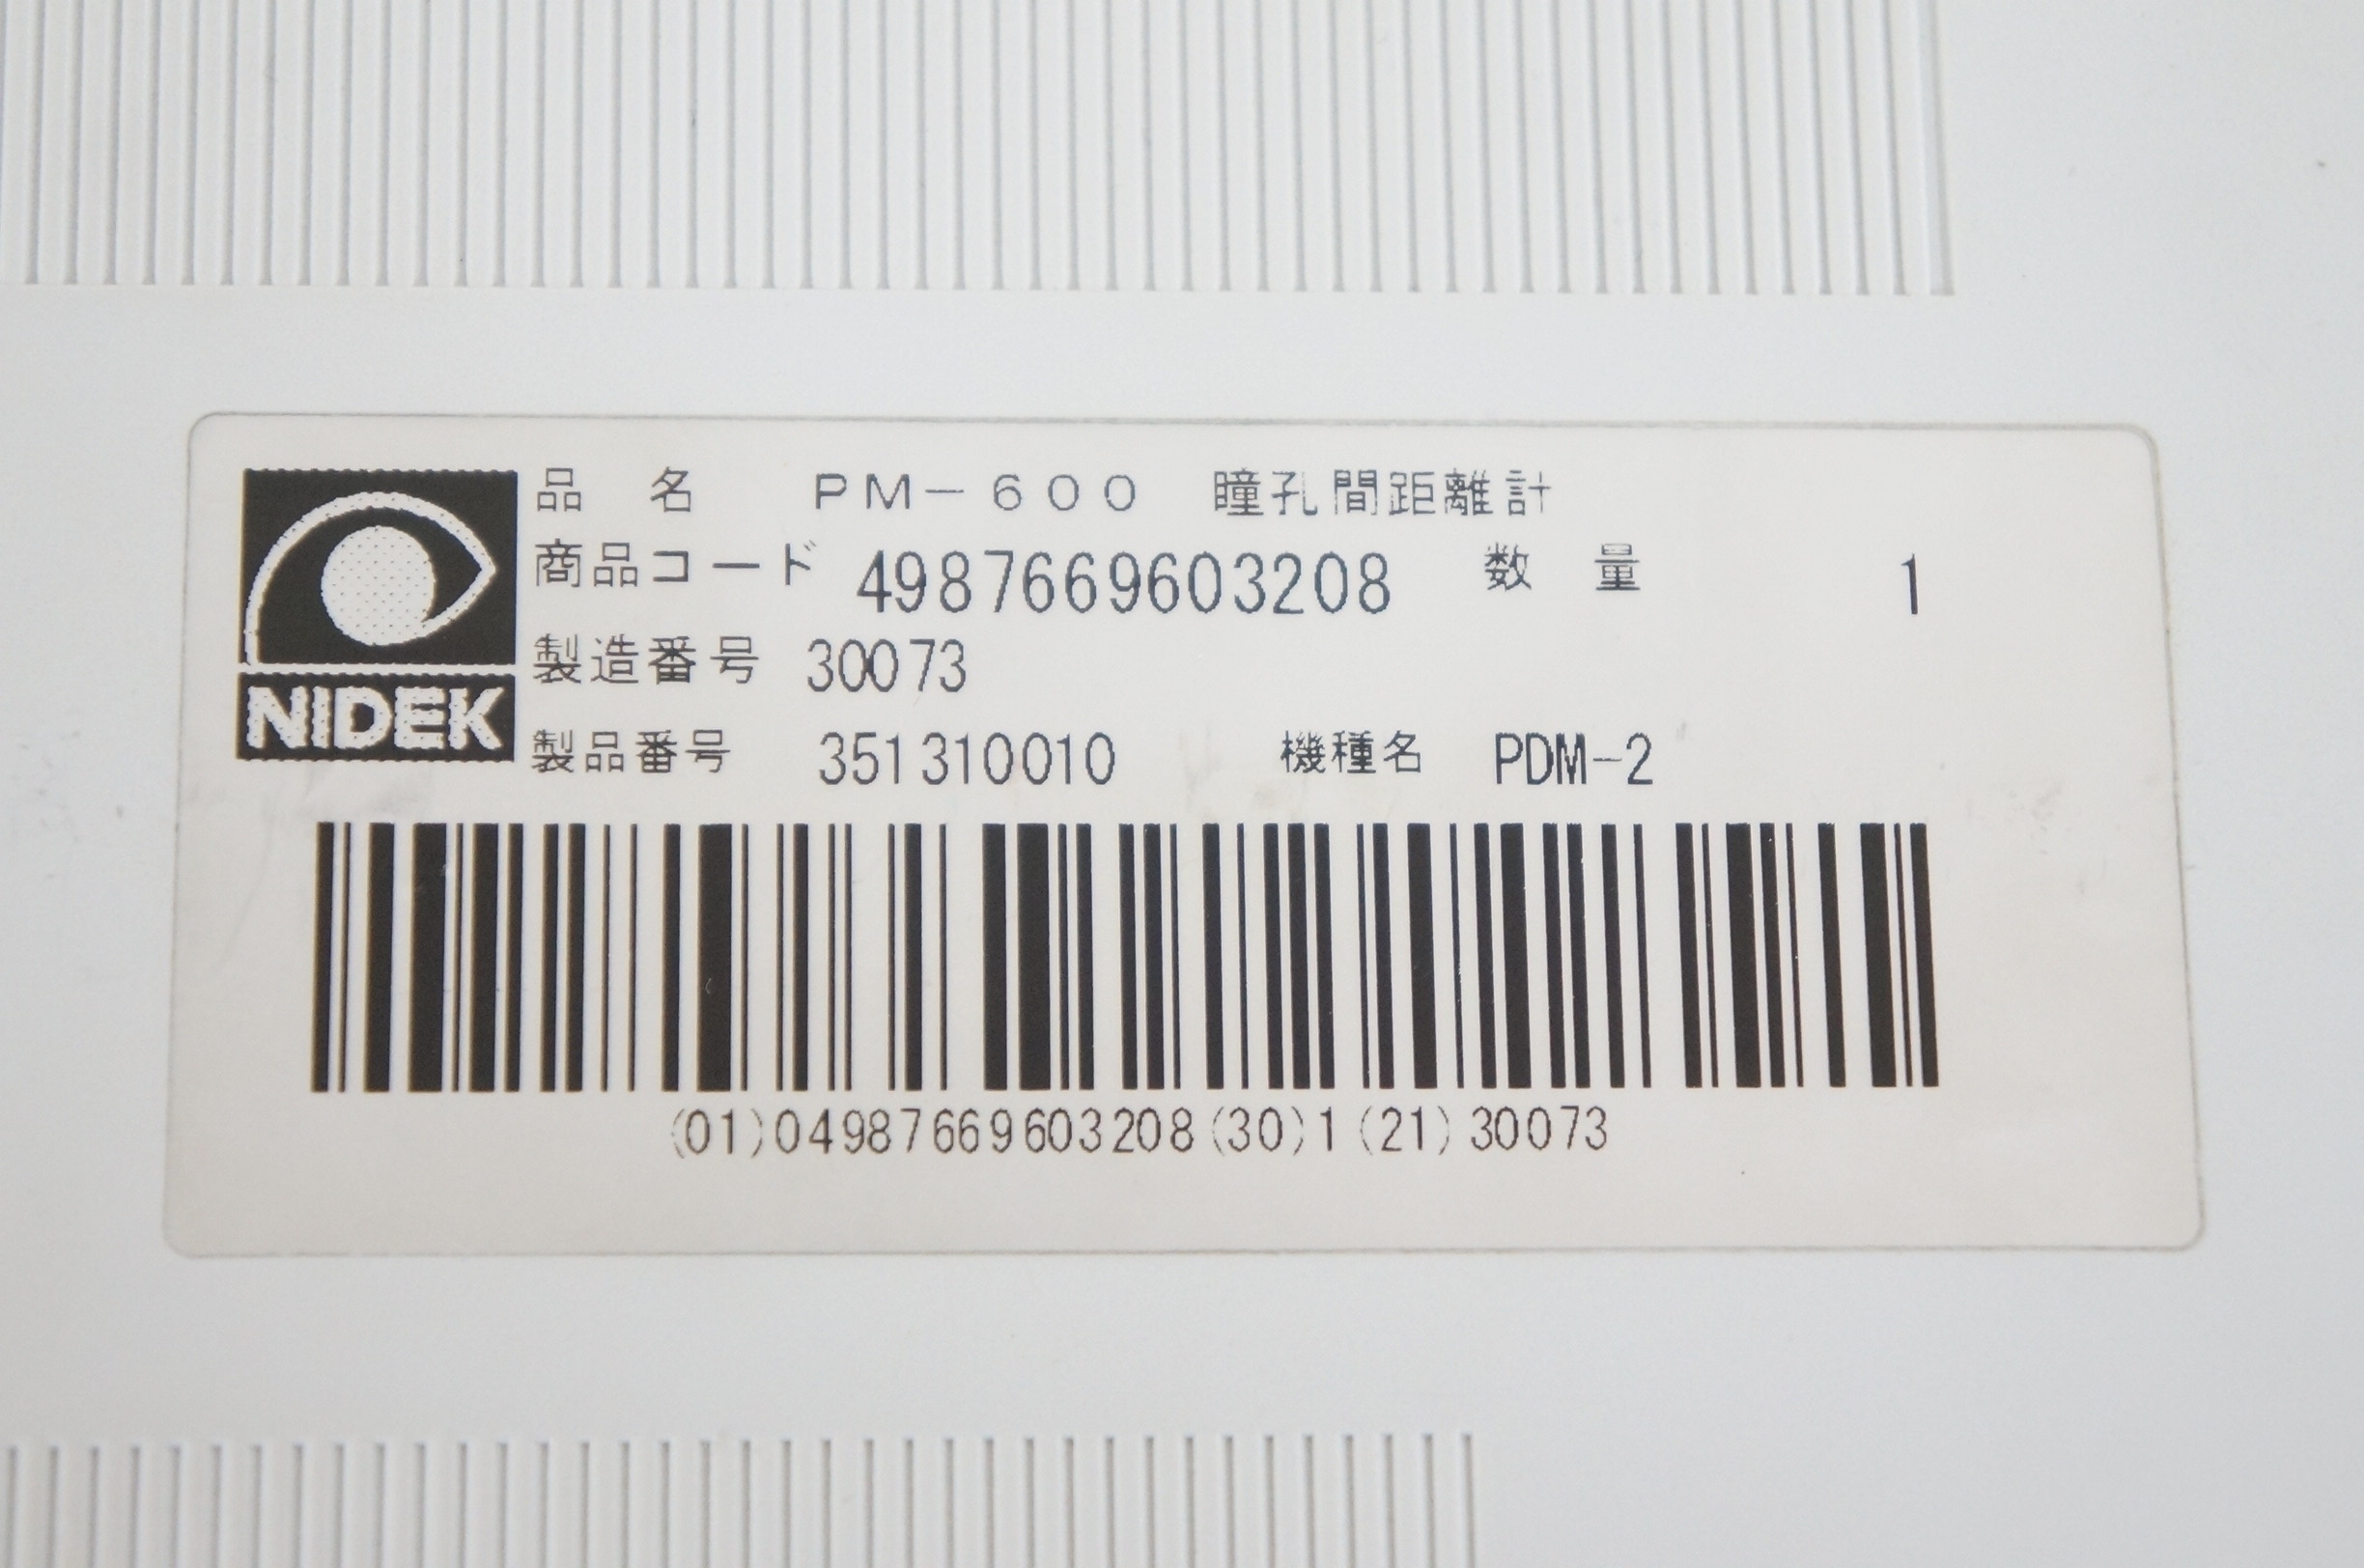 品 名 PM-600 瞳孔間距離計
商品コード 4987669603208 数 量 1
製造番号 30073
NIDEK
製品番号 351310010 機種名 PDM-2
(01)04987669603208(30)1(21)30073